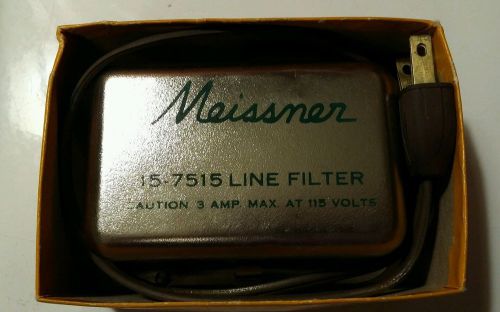 Meissner
15-7515 LINE FILTER
CAUTION 3 AMP. MAX. AT 115 VOLTS